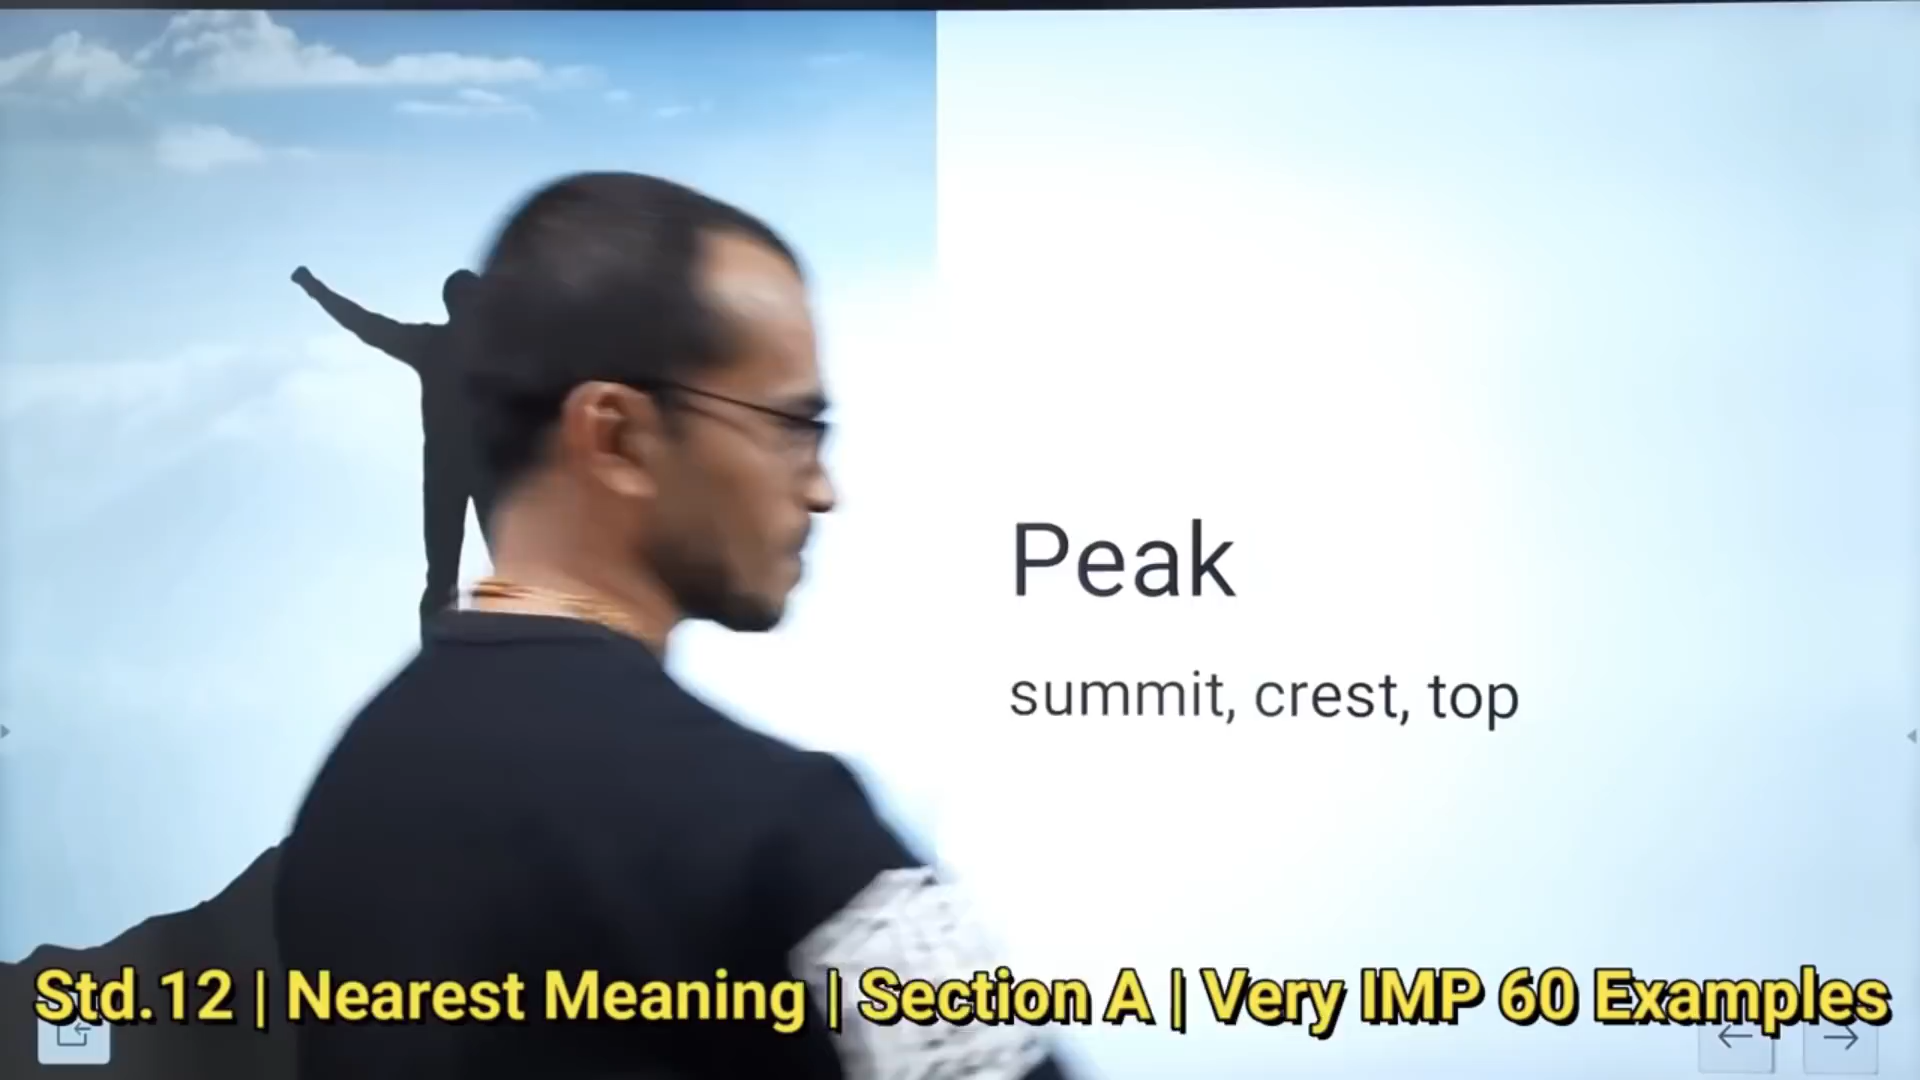 Peak
summit, crest, top
Std.12 | Nearest Meaning | Section A | Very IMP 60 Examples